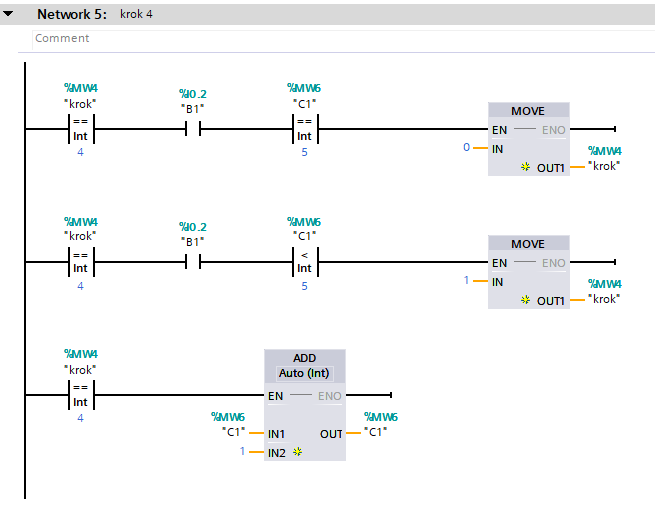 Network 5: krok 4
Comment
%MW4 %I0.2 %MW6
"krok" "B1" "C1"
== == MOVE
Int Int EN ENO
4 5 0 IN %MW4
OUT1 "krok"
%MW4 %I0.2 %MW6
"krok" "B1" "C1"
== < MOVE
Int Int EN ENO
4 5 1 IN %MW4
OUT1 "krok"
%MW4 ADD
"krok" Auto (Int)
== EN ENO
Int
4 %MW6 %MW6
"C1" IN1 OUT "C1"
1 IN2